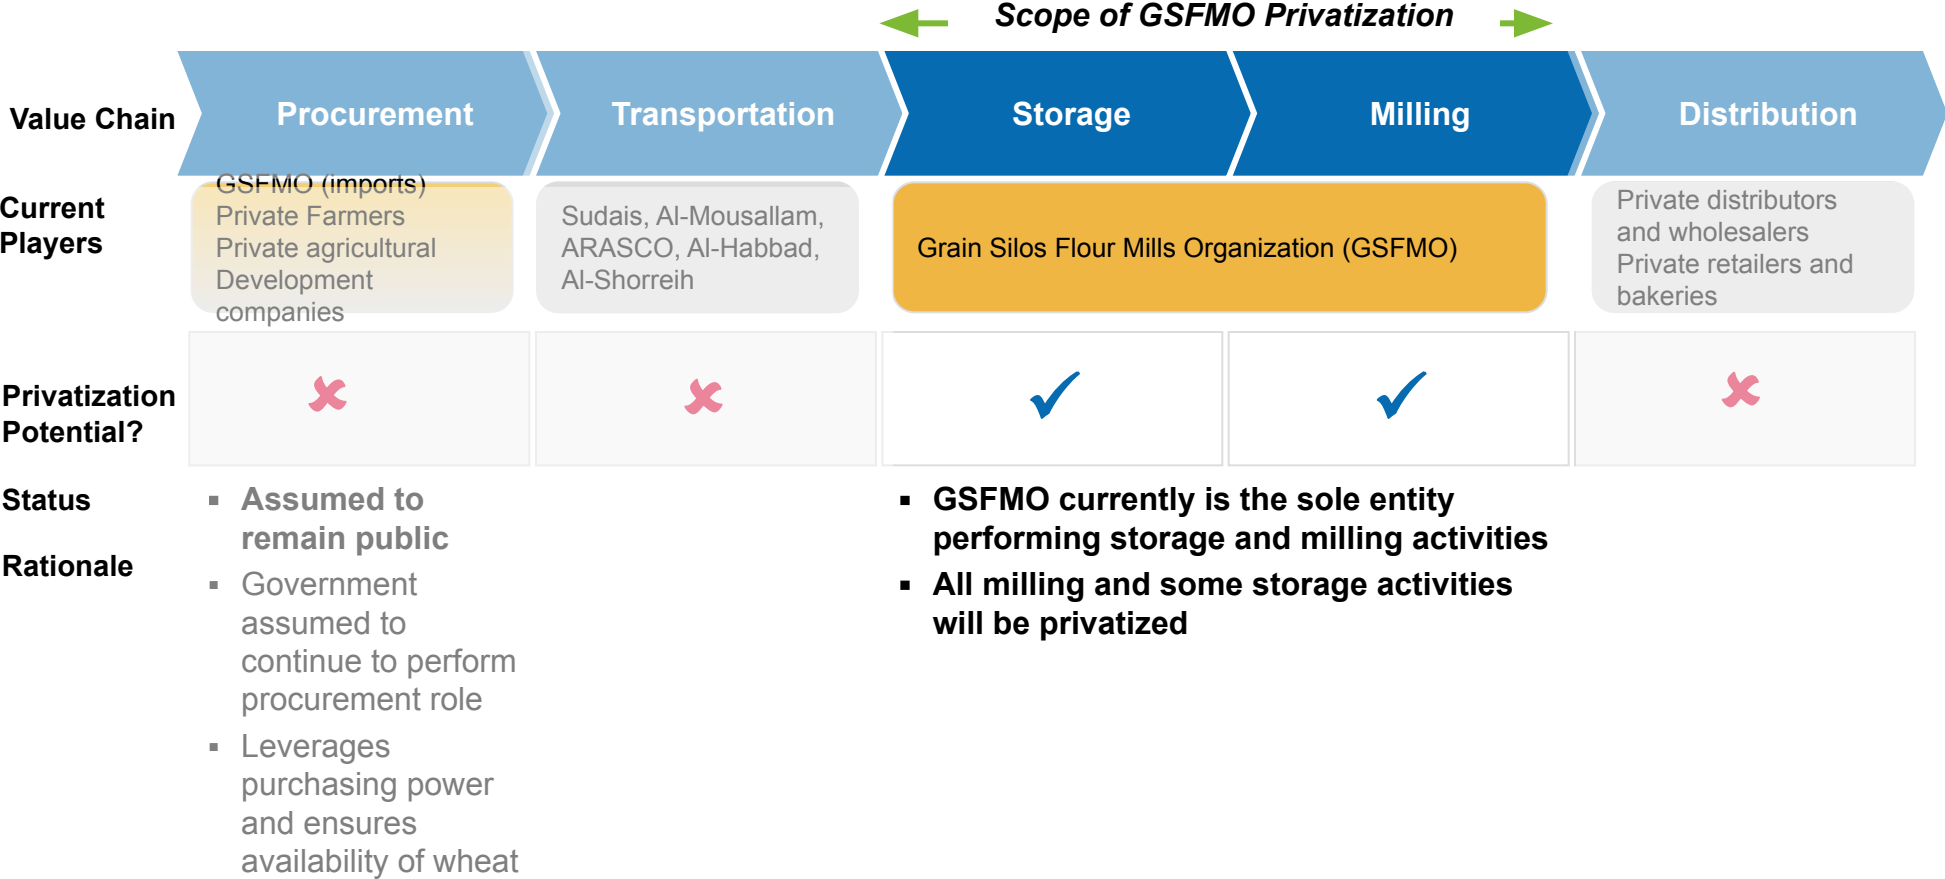 Scope of GSFMO Privatization
Value Chain
Procurement
Transportation
Storage
Milling
Distribution
Current
Players
GSFMO (imports)
Private Farmers
Private agricultural
Development
companies
Sudais, Al-Mousallam,
ARASCO, Al-Habbad,
Al-Shorreih
Grain Silos Flour Mills Organization (GSFMO)
Private distributors
and wholesalers
Private retailers and
bakeries
Privatization
Potential?
Status
Rationale
▪ Assumed to
remain public
▪ Government
assumed to
continue to perform
procurement role
▪ Leverages
purchasing power
and ensures
availability of wheat
▪ GSFMO currently is the sole entity
performing storage and milling activities
▪ All milling and some storage activities
will be privatized